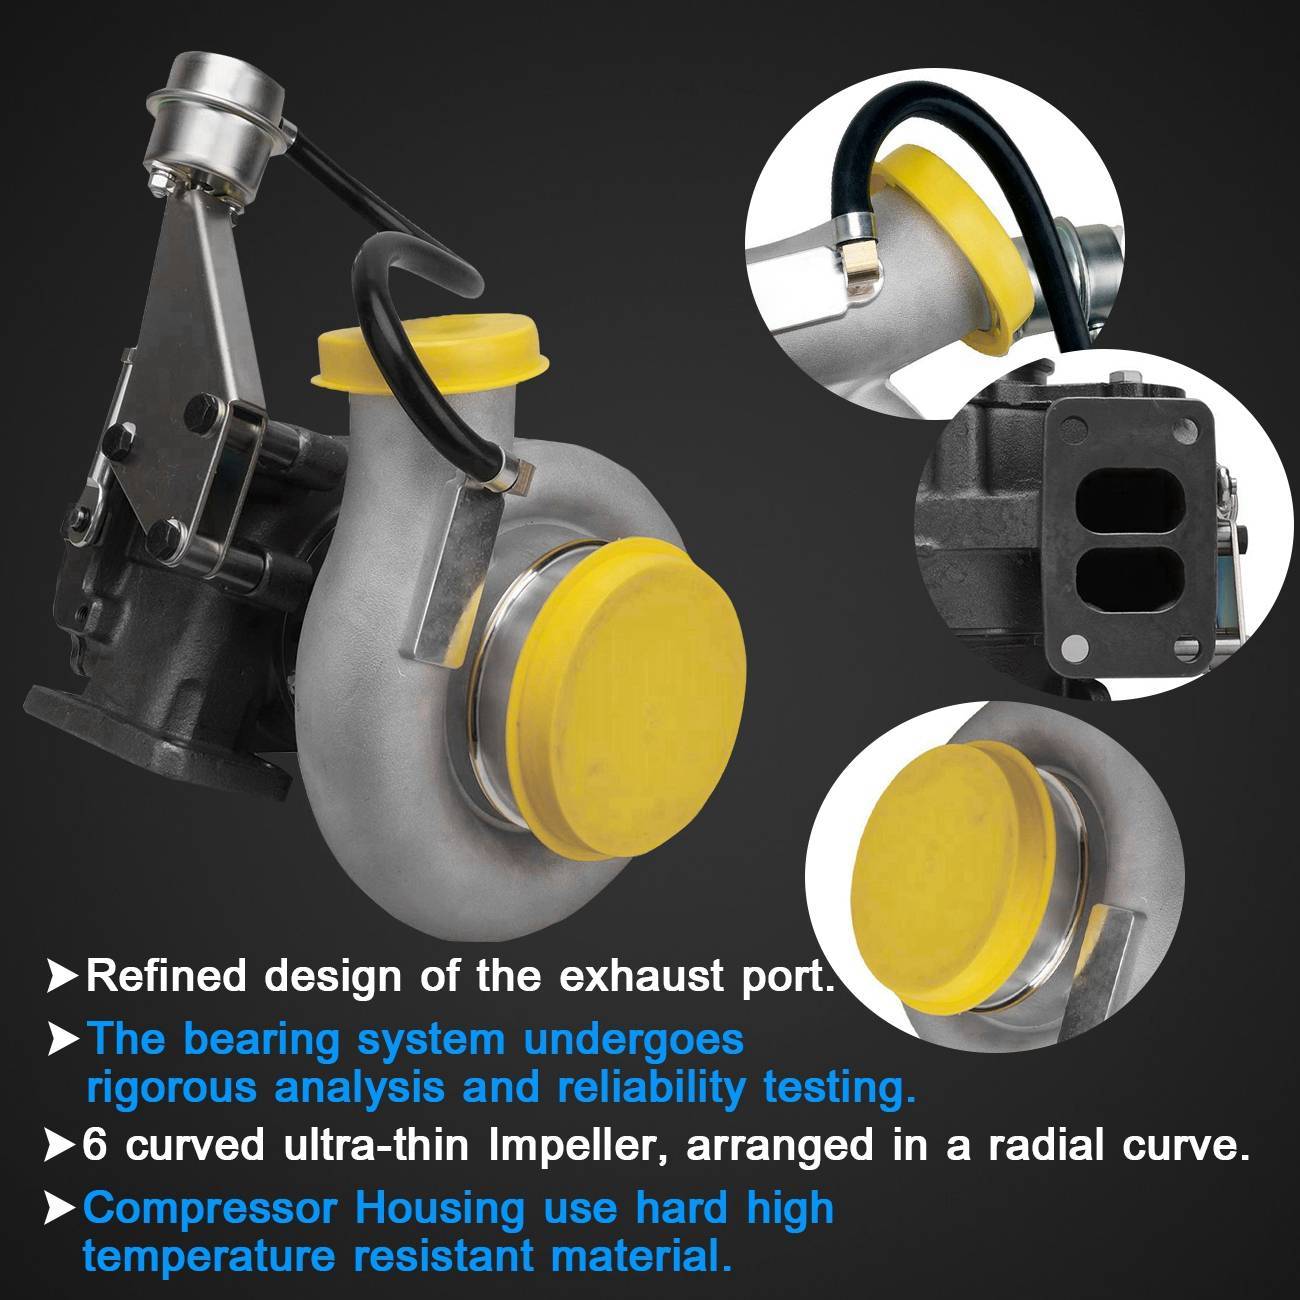 Refined design of the exhaust port.
The bearing system undergoes
rigorous analysis and reliability testing.
6 curved ultra-thin Impeller, arranged in a radial curve.
Compressor Housing use hard high
temperature resistant material.